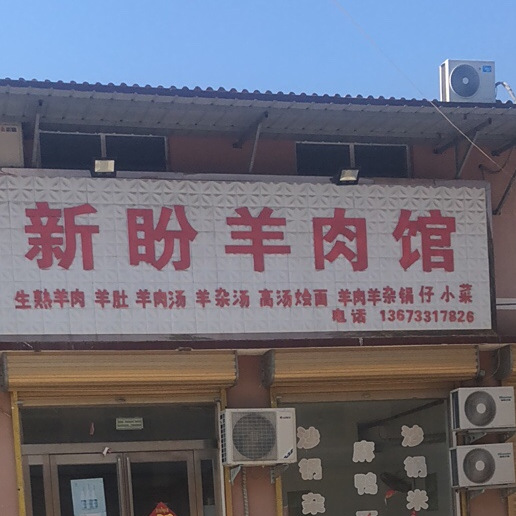 新盼羊肉馆
生熟羊肉 羊肚 羊肉汤 羊杂汤 高汤烩面 羊肉羊杂锅仔 小菜
电话 13673317826